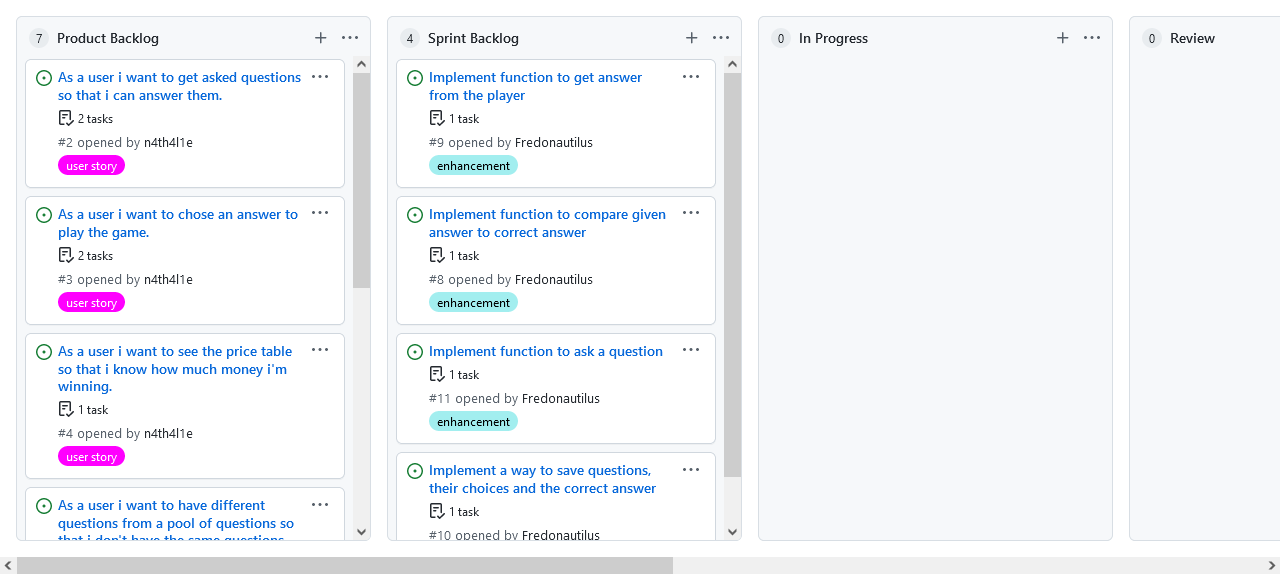 7 Product Backlog
As a user i want to get asked questions
so that i can answer them.
2 tasks
#2 opened by n4th4l1e
user story
As a user i want to chose an answer to
play the game.
2 tasks
#3 opened by n4th4l1e
user story
As a user i want to see the price table
so that i know how much money i'm
winning.
1 task
#4 opened by n4th4l1e
user story
As a user i want to have different
questions from a pool of questions so
that i don't have the same questions
4 Sprint Backlog
Implement function to get answer
from the player
1 task
#9 opened by Fredonautilus
enhancement
Implement function to compare given
answer to correct answer
1 task
#8 opened by Fredonautilus
enhancement
Implement function to ask a question
1 task
#11 opened by Fredonautilus
enhancement
Implement a way to save questions,
their choices and the correct answer
1 task
#10 opened by Fredonautilus
0 In Progress
0 Review